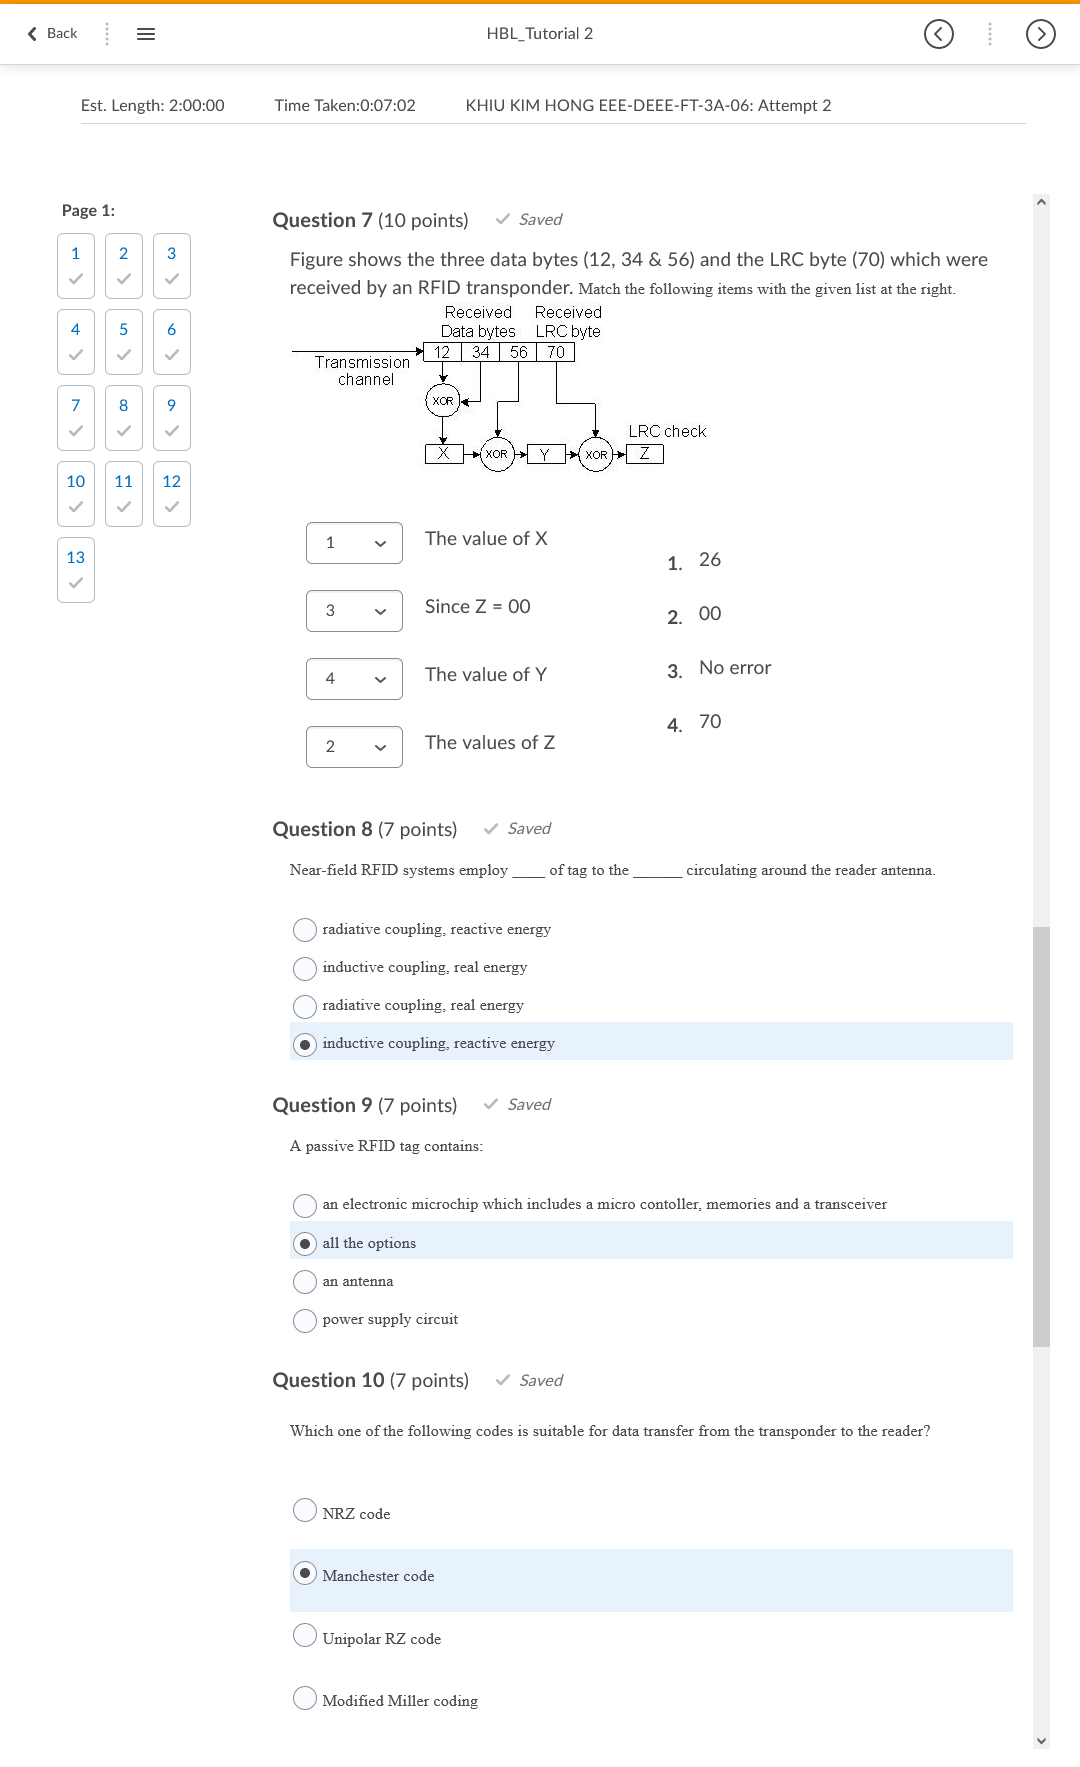 Back
HBL_Tutorial 2
Est. Length: 2:00:00 Time Taken:0:07:02 KHIU KIM HONG EEE-DEEE-FT-3A-06: Attempt 2
Page 1:
1 2 3
4 5 6
7 8 9
10 11 12
13
Question 7 (10 points) Saved
Figure shows the three data bytes (12, 34 & 56) and the LRC byte (70) which were
received by an RFID transponder. Match the following items with the given list at the right.
Received Received
Data bytes LRC byte
12 34 56 70
Transmission
channel
XOR
LRC check
X XOR Y XOR Z
1 The value of X
3 Since Z = 00
4 The value of Y
2 The values of Z
1. 26
2. 00
3. No error
4. 70
Question 8 (7 points) Saved
Near-field RFID systems employ ____ of tag to the ______ circulating around the reader antenna.
radiative coupling, reactive energy
inductive coupling, real energy
radiative coupling, real energy
inductive coupling, reactive energy
Question 9 (7 points) Saved
A passive RFID tag contains:
an electronic microchip which includes a micro contoller, memories and a transceiver
all the options
an antenna
power supply circuit
Question 10 (7 points) Saved
Which one of the following codes is suitable for data transfer from the transponder to the reader?
NRZ code
Manchester code
Unipolar RZ code
Modified Miller coding